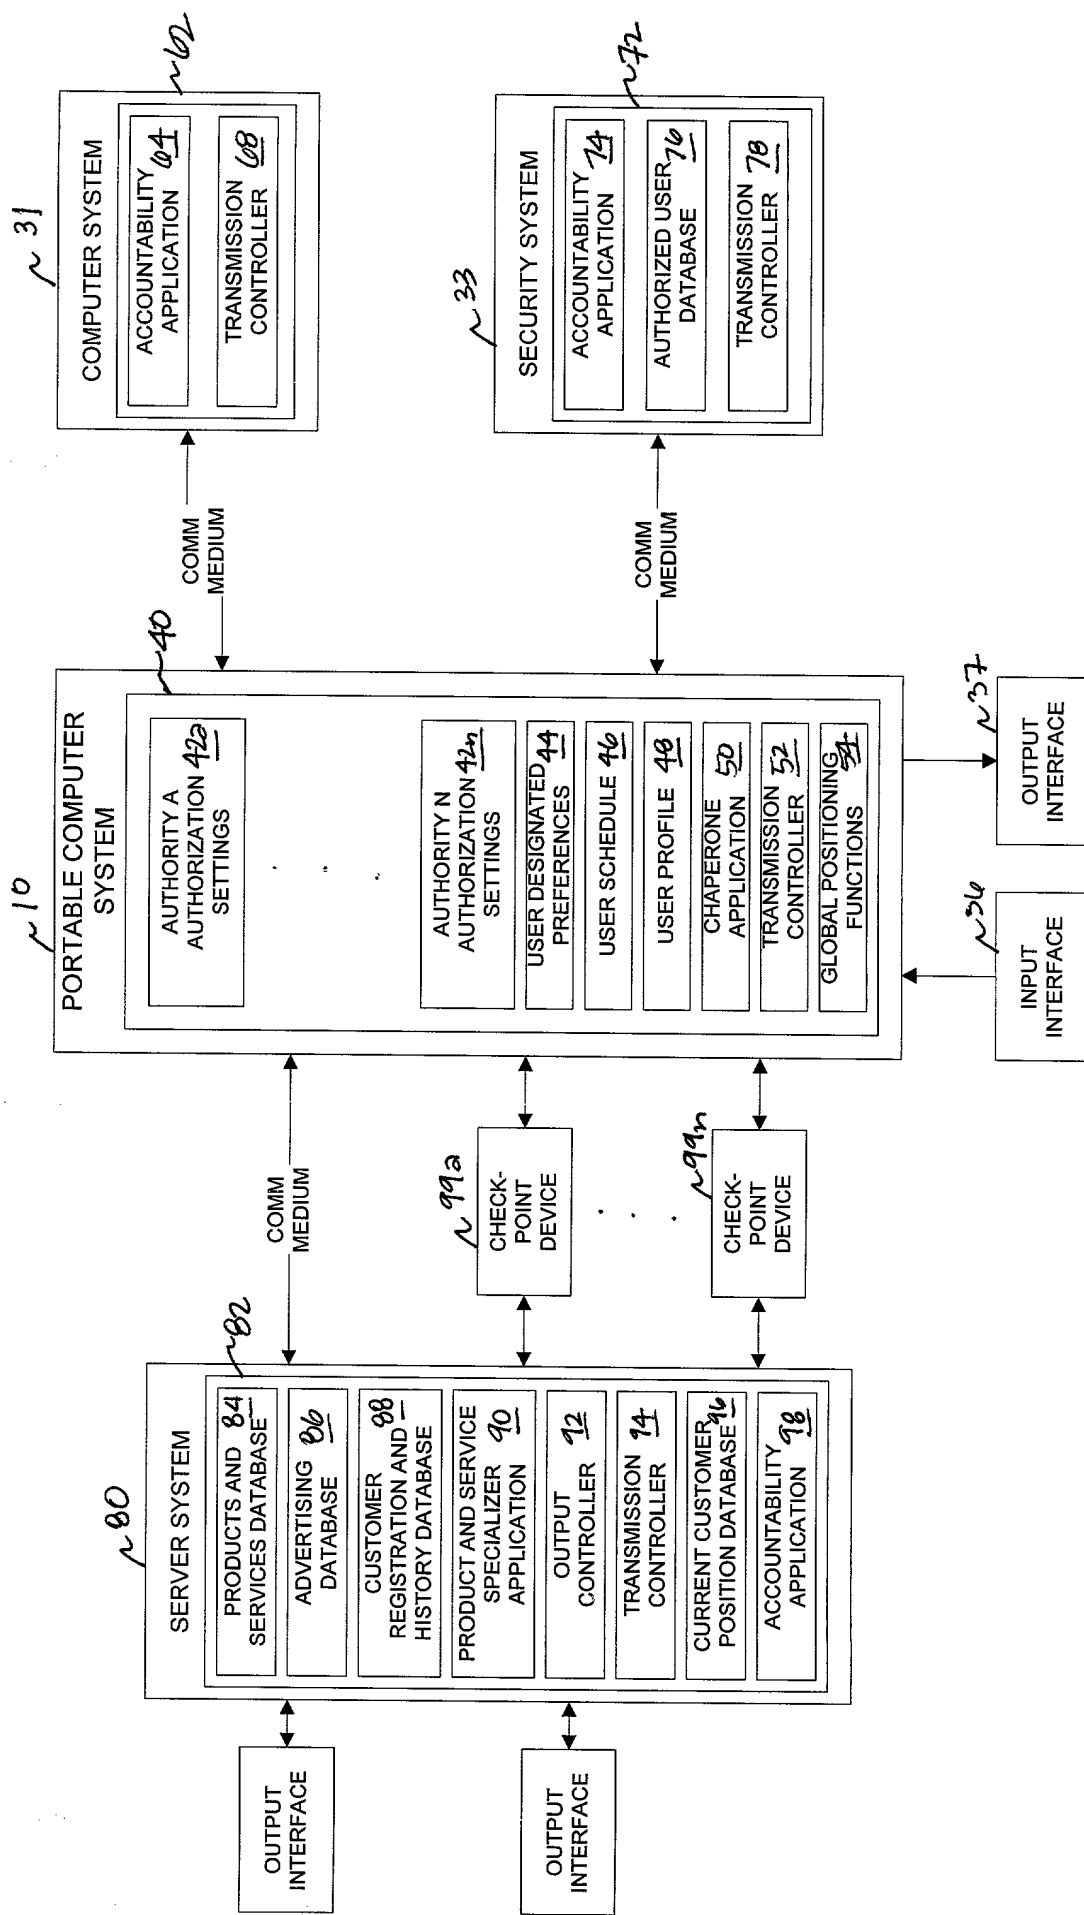 SERVER SYSTEM
~80
~82
PRODUCTS AND 84
SERVICES DATABASE
ADVERTISING
DATABASE 86
CUSTOMER 88
REGISTRATION AND
HISTORY DATABASE
PRODUCT AND SERVICE
SPECIALIZER 90
APPLICATION
OUTPUT
CONTROLLER 92
TRANSMISSION
CONTROLLER 94
CURRENT CUSTOMER
POSITION DATABASE 96
ACCOUNTABILITY
APPLICATION 98
OUTPUT
INTERFACE
OUTPUT
INTERFACE
COMM
MEDIUM
~99a
CHECK-
POINT
DEVICE
. . .
~99n
CHECK-
POINT
DEVICE
~10
PORTABLE COMPUTER
SYSTEM
~40
AUTHORITY A
AUTHORIZATION 42a
SETTINGS
. . .
AUTHORITY N
AUTHORIZATION 42n
SETTINGS
USER DESIGNATED
PREFERENCES 44
USER SCHEDULE 46
USER PROFILE 48
CHAPERONE
APPLICATION 50
TRANSMISSION
CONTROLLER 52
GLOBAL POSITIONING
FUNCTIONS 54
~36
INPUT
INTERFACE
~37
OUTPUT
INTERFACE
COMM
MEDIUM
COMM
MEDIUM
~31
COMPUTER SYSTEM
~62
ACCOUNTABILITY
APPLICATION 64
TRANSMISSION
CONTROLLER 68
~33
SECURITY SYSTEM
~72
ACCOUNTABILITY
APPLICATION 74
AUTHORIZED USER
DATABASE 76
TRANSMISSION
CONTROLLER 78